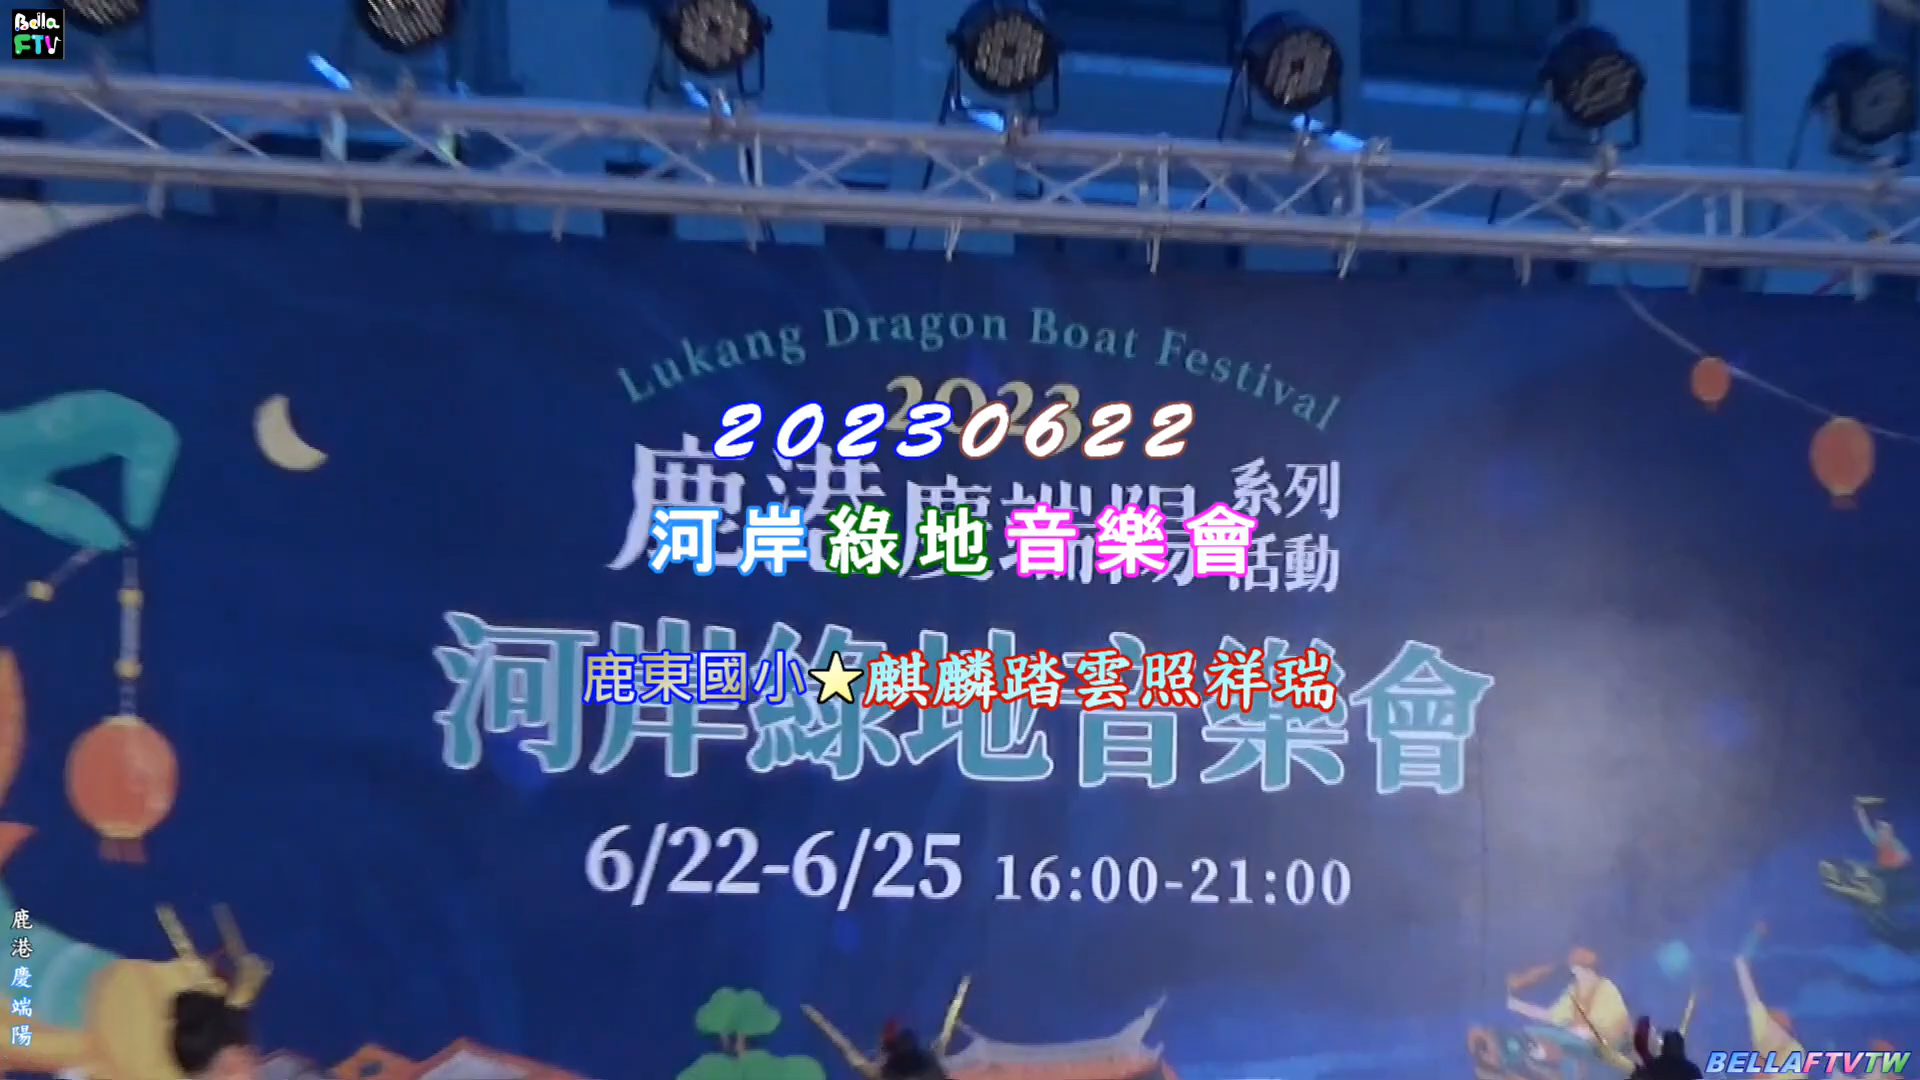 Bella
FTV
Lukang Dragon Boat Festival
2023
20230622
鹿港慶端陽系列
活動
河岸綠地音樂會
鹿東國小★麒麟踏雲照祥瑞
河岸綠地音樂會
6/22-6/25 16:00-21:00
鹿港慶端陽
BELLAFTVTW